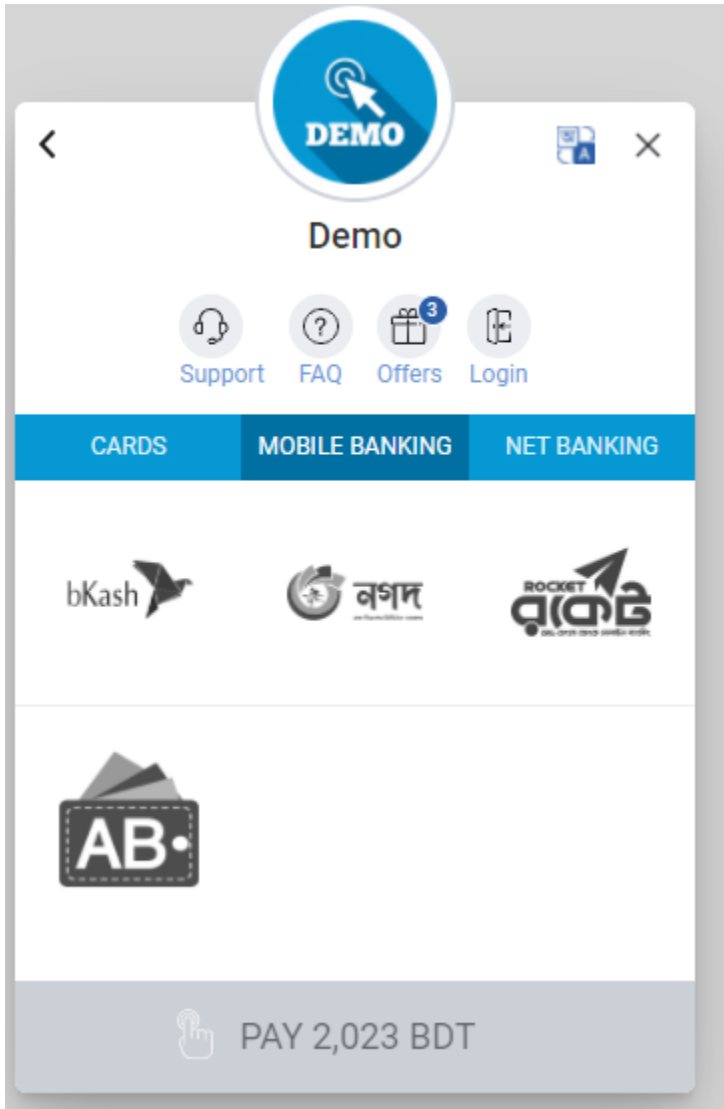 DEMO
Demo
3
Support FAQ Offers Login
CARDS MOBILE BANKING NET BANKING
bKash নগদ ROCKET
রকেট
AB
PAY 2,023 BDT